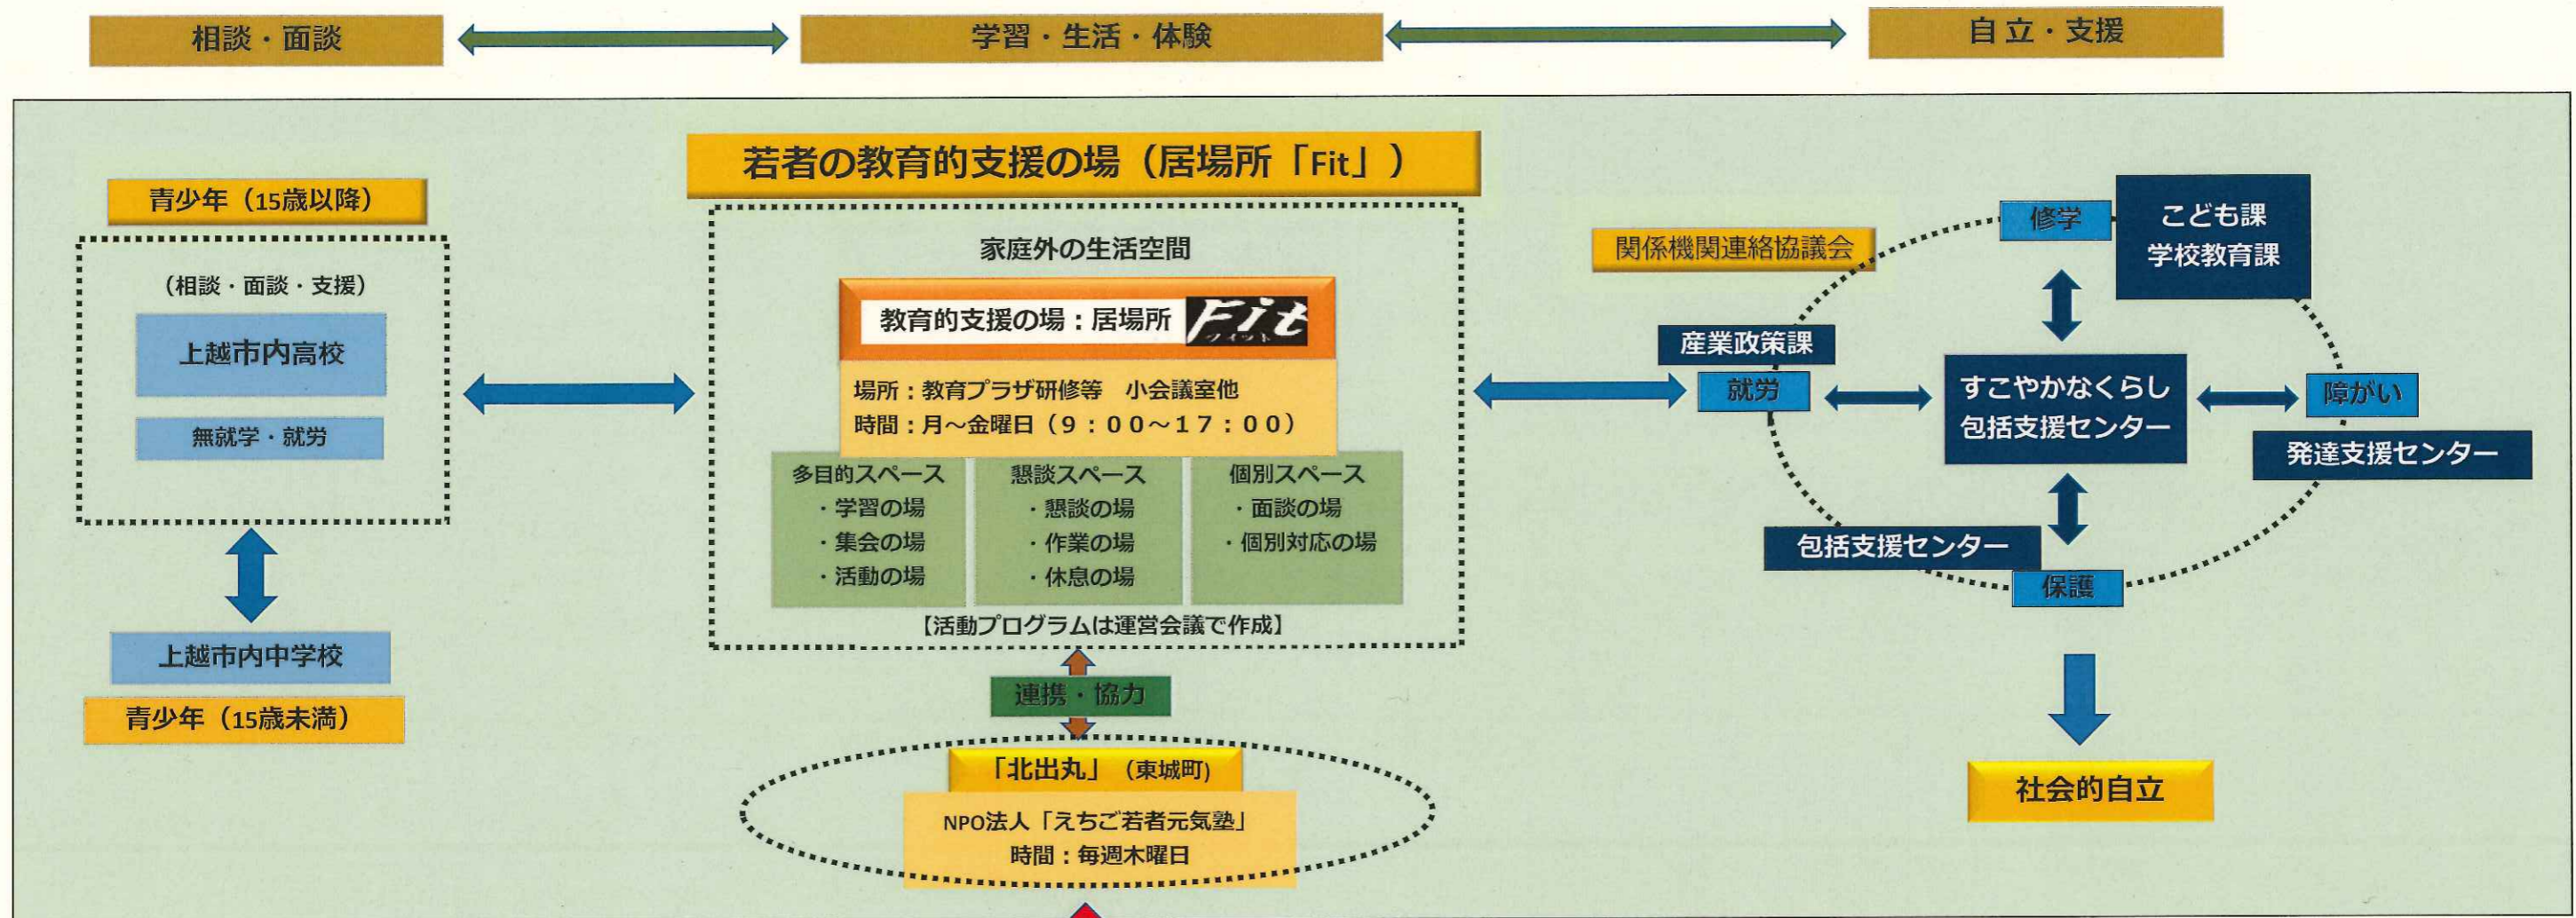 相談・面談
学習・生活・体験
自立・支援
若者の教育的支援の場（居場所「Fit」）
青少年（15歳以降）
（相談・面談・支援）
上越市内高校
無就学・就労
上越市内中学校
青少年（15歳未満）
家庭外の生活空間
教育的支援の場：居場所 Fit
フィット
場所：教育プラザ研修等　小会議室他
時間：月～金曜日（９：００～１７：００）
多目的スペース
・学習の場
・集会の場
・活動の場
懇談スペース
・懇談の場
・作業の場
・休息の場
個別スペース
・面談の場
・個別対応の場
【活動プログラムは運営会議で作成】
連携・協力
「北出丸」（東城町)
NPO法人「えちご若者元気塾」
時間：毎週木曜日
関係機関連絡協議会
修学
こども課
学校教育課
産業政策課
就労
すこやかなくらし
包括支援センター
障がい
発達支援センター
包括支援センター
保護
社会的自立